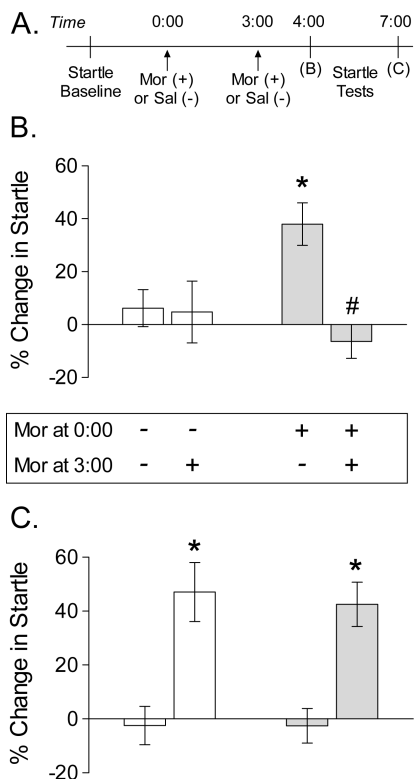 A. Time 0:00 3:00 4:00 7:00
Startle Baseline
Mor (+) or Sal (-)
Mor (+) or Sal (-)
(B)
Startle Tests
(C)
B.
% Change in Startle
60
*
40
20
#
0
-20
Mor at 0:00 - - + +
Mor at 3:00 - + - +
C.
% Change in Startle
60
* *
40
20
0
-20